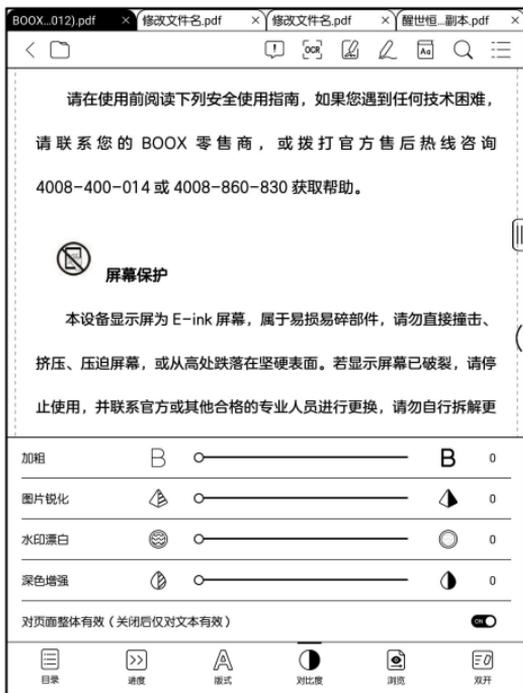 BOOX...012).pdf × 修改文件名.pdf × 修改文件名.pdf × 醒世恒...副本.pdf ×
OCR Aa
请在使用前阅读下列安全使用指南，如果您遇到任何技术困难，
请联系您的 BOOX 零售商，或拨打官方售后热线咨询
4008-400-014 或 4008-860-830 获取帮助。
屏幕保护
本设备显示屏为 E-ink 屏幕，属于易损易碎部件，请勿直接撞击、
挤压、压迫屏幕，或从高处跌落在坚硬表面。若显示屏幕已破裂，请停
止使用，并联系官方或其他合格的专业人员进行更换，请勿自行拆解更
加粗 B B 0
图片锐化 0
水印漂白 0
深色增强 0
对页面整体有效（关闭后仅对文本有效） ON
目录 进度 版式 对比度 浏览 双开